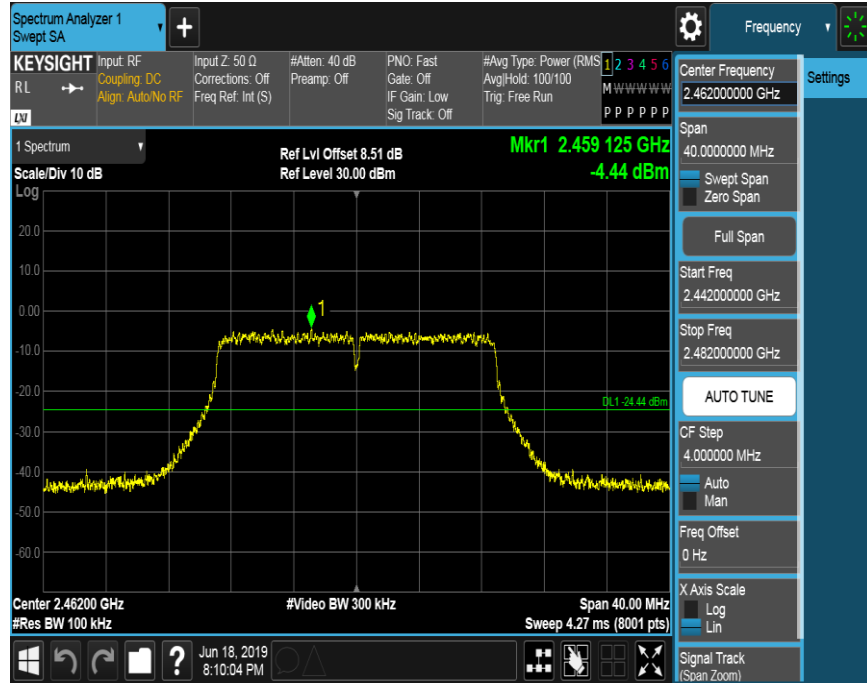 Spectrum Analyzer 1
Swept SA
+
Frequency
KEYSIGHT
RL
LXI
Input: RF
Coupling: DC
Align: Auto/No RF
Input Z: 50 Ω
Corrections: Off
Freq Ref: Int (S)
#Atten: 40 dB
Preamp: Off
PNO: Fast
Gate: Off
IF Gain: Low
Sig Track: Off
#Avg Type: Power (RMS
Avg|Hold: 100/100
Trig: Free Run
1 2 3 4 5 6
M W W W W W
P P P P P P
1 Spectrum
Scale/Div 10 dB
Log
Ref Lvl Offset 8.51 dB
Ref Level 30.00 dBm
Mkr1 2.459 125 GHz
-4.44 dBm
20.0
10.0
0.00
-10.0
-20.0
-30.0
-40.0
-50.0
-60.0
1
DL1 -24.44 dBm
Center 2.46200 GHz
#Res BW 100 kHz
#Video BW 300 kHz
Span 40.00 MHz
Sweep 4.27 ms (8001 pts)
?
Jun 18, 2019
8:10:04 PM
Center Frequency
2.462000000 GHz
Span
40.0000000 MHz
Swept Span
Zero Span
Full Span
Start Freq
2.442000000 GHz
Stop Freq
2.482000000 GHz
AUTO TUNE
CF Step
4.000000 MHz
Auto
Man
Freq Offset
0 Hz
X Axis Scale
Log
Lin
Signal Track
(Span Zoom)
Settings